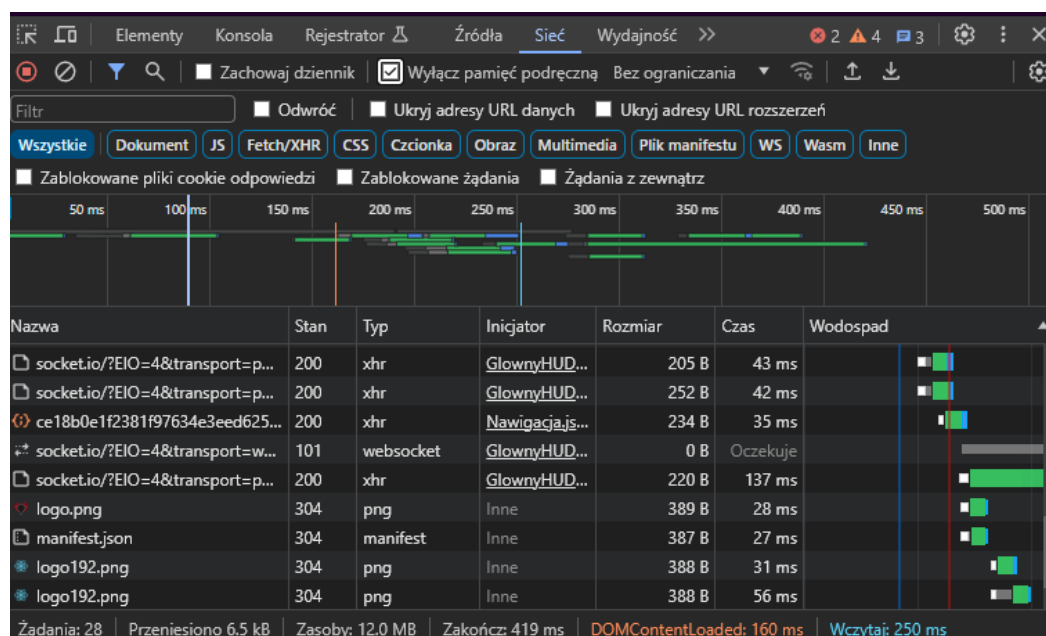 Elementy Konsola Rejestrator Źródła Sieć Wydajność >> 2 4 3
Zachowaj dziennik Wyłącz pamięć podręczną Bez ograniczania
Filtr Odwróć Ukryj adresy URL danych Ukryj adresy URL rozszerzeń
Wszystkie Dokument JS Fetch/XHR CSS Czcionka Obraz Multimedia Plik manifestu WS Wasm Inne
Zablokowane pliki cookie odpowiedzi Zablokowane żądania Żądania z zewnątrz
50 ms 100 ms 150 ms 200 ms 250 ms 300 ms 350 ms 400 ms 450 ms 500 ms
Nazwa Stan Typ Inicjator Rozmiar Czas Wodospad
socket.io/?EIO=4&transport=p... 200 xhr GlownyHUD... 205 B 43 ms
socket.io/?EIO=4&transport=p... 200 xhr GlownyHUD... 252 B 42 ms
ce18b0e1f2381f97634e3eed625... 200 xhr Nawigacja.js... 234 B 35 ms
socket.io/?EIO=4&transport=w... 101 websocket GlownyHUD... 0 B Oczekuje
socket.io/?EIO=4&transport=p... 200 xhr GlownyHUD... 220 B 137 ms
logo.png 304 png Inne 389 B 28 ms
manifest.json 304 manifest Inne 387 B 27 ms
logo192.png 304 png Inne 388 B 31 ms
logo192.png 304 png Inne 388 B 56 ms
Żądania: 28 Przeniesiono 6.5 kB Zasoby: 12.0 MB Zakończ: 419 ms DOMContentLoaded: 160 ms Wczytaj: 250 ms